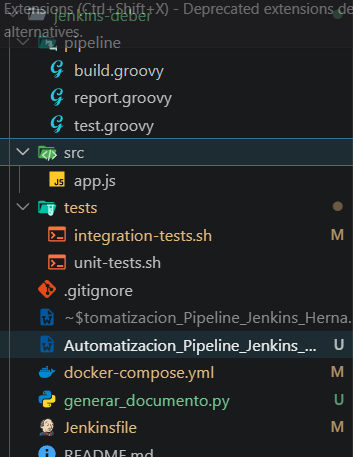 Extensions (Ctrl+Shift+X) - Deprecated extensions de
jenkins-deber
alternatives.
pipeline
build.groovy
report.groovy
test.groovy
src
app.js
tests
integration-tests.sh M
unit-tests.sh
.gitignore
~$tomatizacion_Pipeline_Jenkins_Herna...
Automatizacion_Pipeline_Jenkins_... U
docker-compose.yml M
generar_documento.py U
Jenkinsfile M
README.md